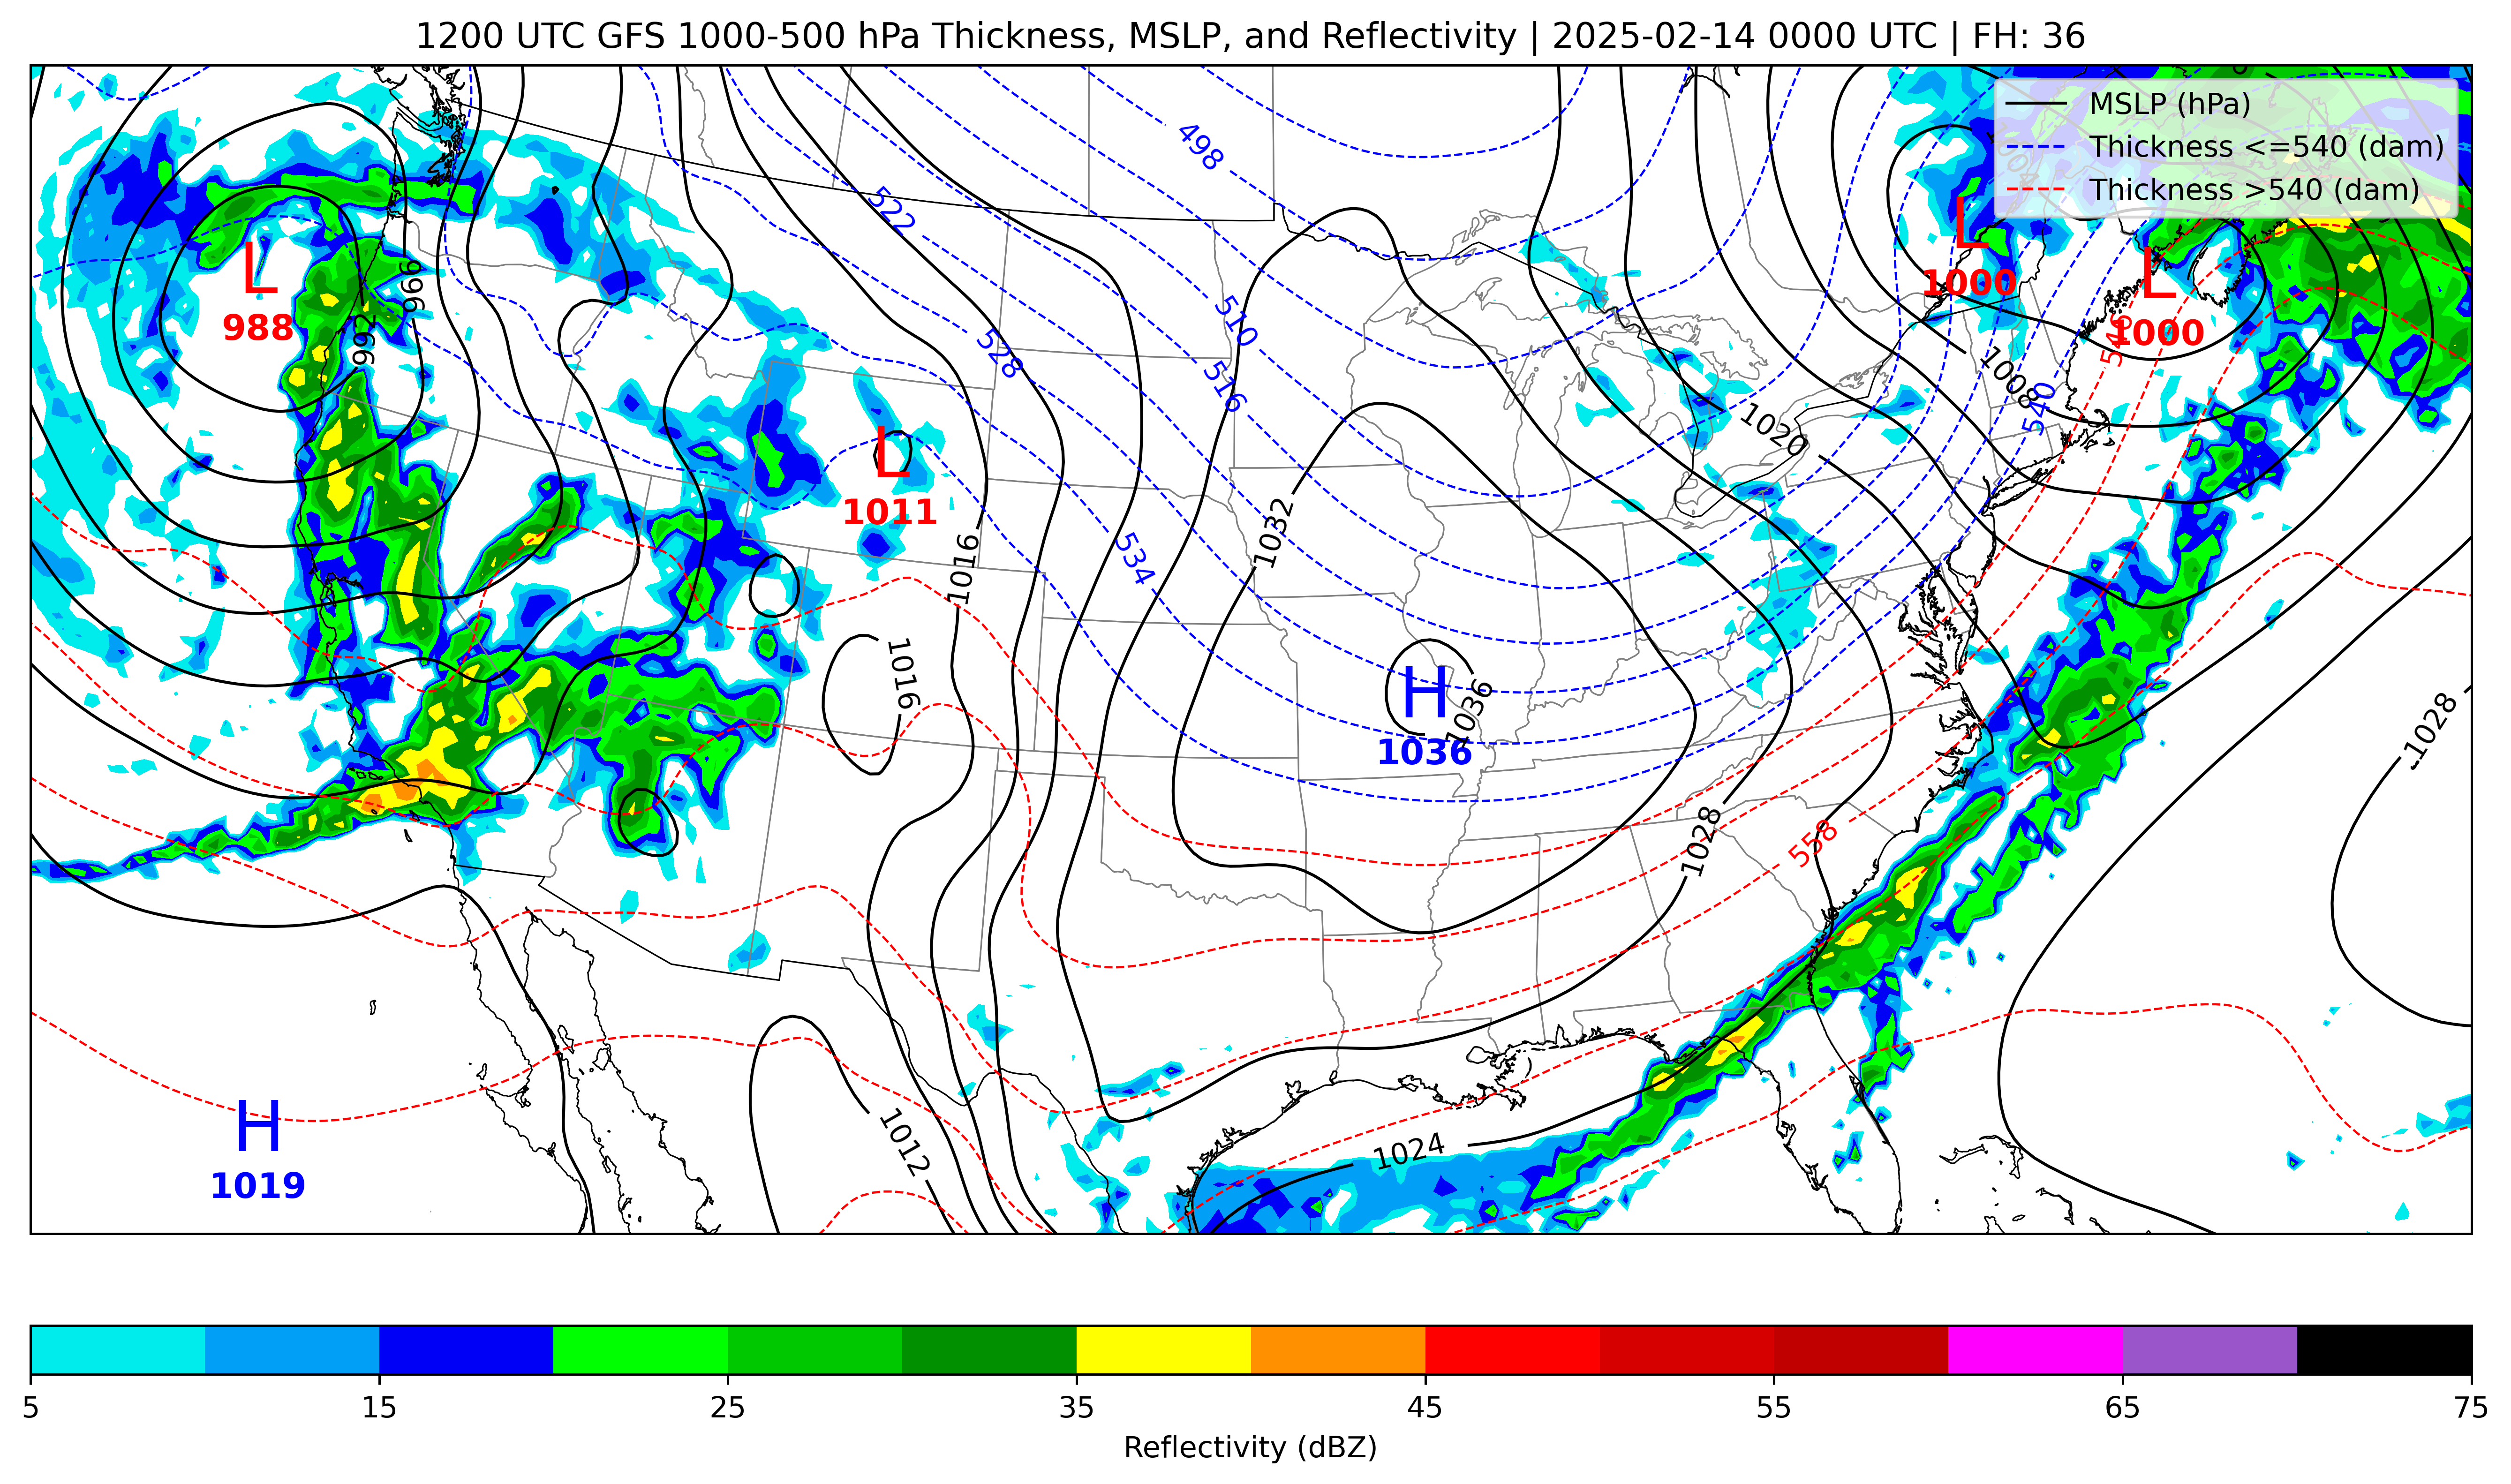 1200 UTC GFS 1000-500 hPa Thickness, MSLP, and Reflectivity | 2025-02-14 0000 UTC | FH: 36
MSLP (hPa)
Thickness <=540 (dam)
Thickness >540 (dam)
498
522
L
1000
L
1000
L
988
996
992
510
528
516
546
1008
540
1020
L
1011
1032
534
1016
1016
H
1036
1036
1028
1028
558
1024
1012
H
1019
5 15 25 35 45 55 65 75
Reflectivity (dBZ)